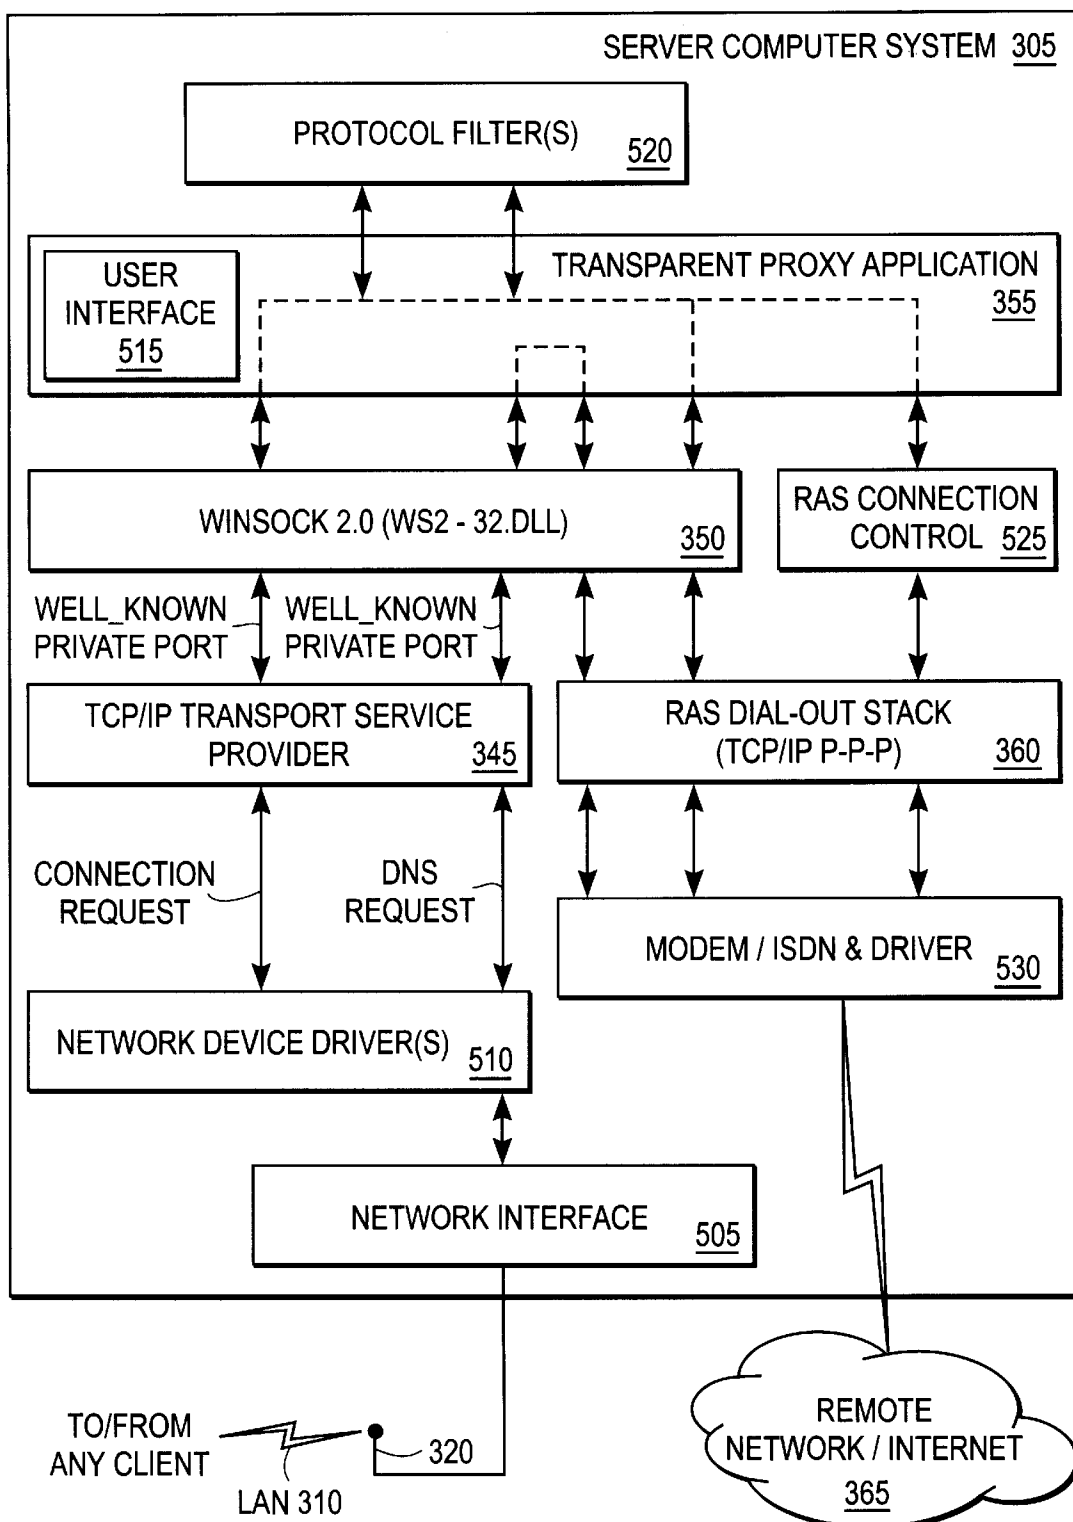 SERVER COMPUTER SYSTEM 305
PROTOCOL FILTER(S)
520
USER
INTERFACE
515
TRANSPARENT PROXY APPLICATION
355
WINSOCK 2.0 (WS2 - 32.DLL)
350
RAS CONNECTION
CONTROL 525
WELL_KNOWN
PRIVATE PORT
WELL_KNOWN
PRIVATE PORT
TCP/IP TRANSPORT SERVICE
PROVIDER
345
RAS DIAL-OUT STACK
(TCP/IP P-P-P)
360
CONNECTION
REQUEST
DNS
REQUEST
MODEM / ISDN & DRIVER
530
NETWORK DEVICE DRIVER(S)
510
NETWORK INTERFACE
505
TO/FROM
ANY CLIENT
320
LAN 310
REMOTE
NETWORK / INTERNET
365